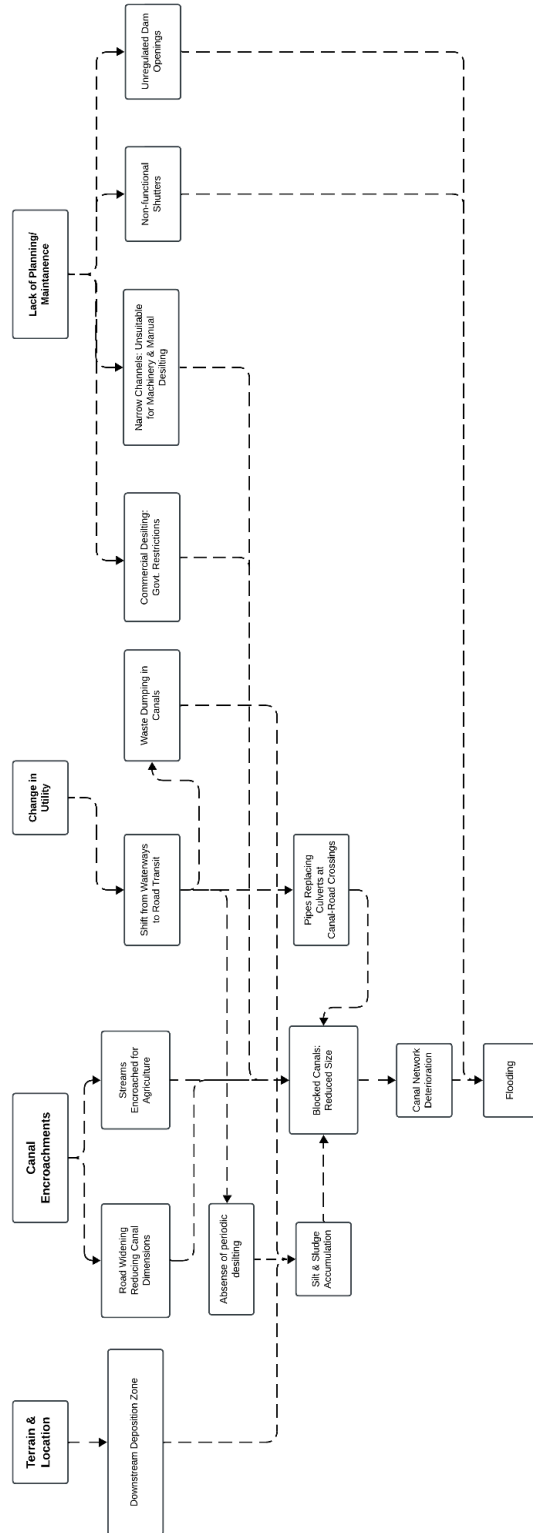 Terrain &
Location
Canal
Encroachments
Change in
Utility
Lack of Planning/
Maintanence
Downstream Deposition Zone
Road Widening
Reducing Canal
Dimensions
Streams
Encroached for
Agriculture
Shift from Waterways
to Road Transit
Waste Dumping in
Canals
Commercial Desilting:
Govt. Restrictions
Narrow Channels: Unsuitable
for Machinery & Manual
Desilting
Non-functional
Shutters
Unregulated Dam
Openings
Absense of periodic
desilting
Silt & Sludge
Accumulation
Blocked Canals:
Reduced Size
Pipes Replacing
Culverts at
Canal-Road Crossings
Canal Network
Deterioration
Flooding